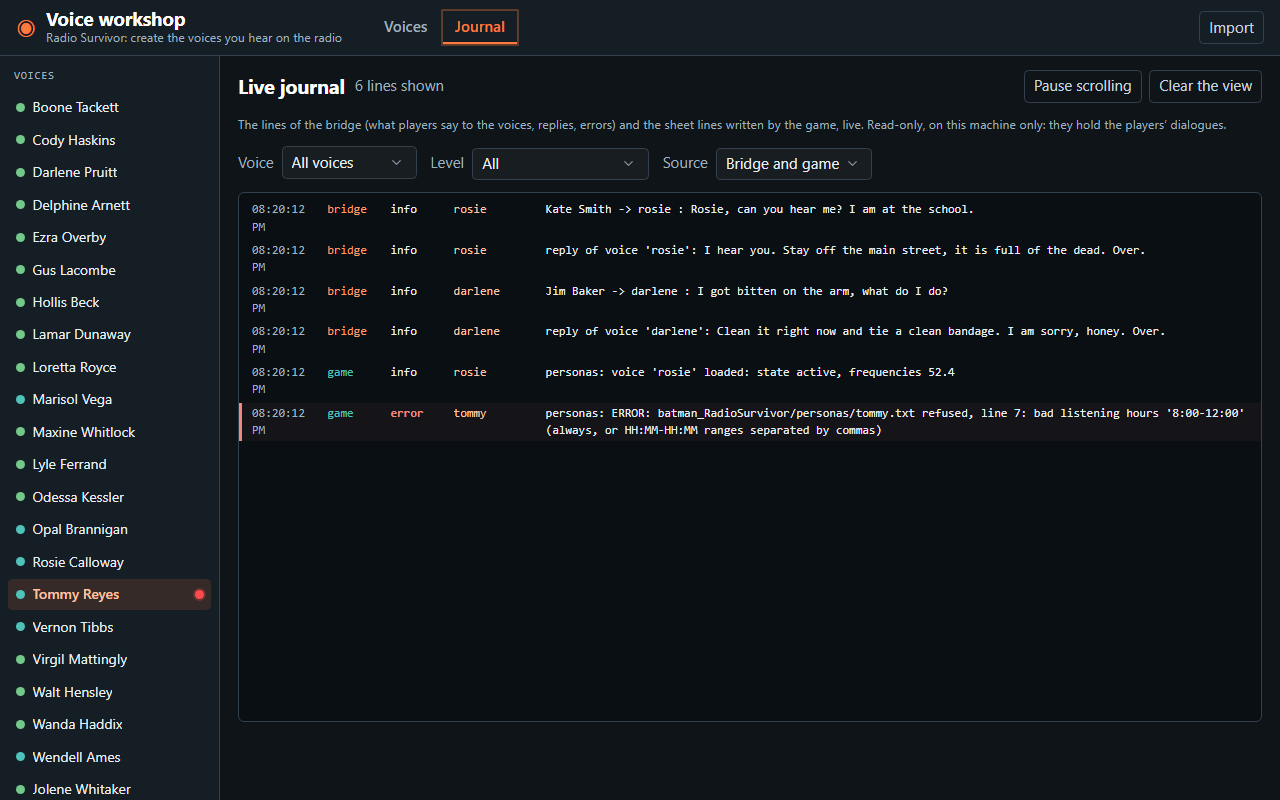 Voice workshop
Radio Survivor: create the voices you hear on the radio
Voices
Journal
Import
VOICES
Boone Tackett
Cody Haskins
Darlene Pruitt
Delphine Arnett
Ezra Overby
Gus Lacombe
Hollis Beck
Lamar Dunaway
Loretta Royce
Marisol Vega
Maxine Whitlock
Lyle Ferrand
Odessa Kessler
Opal Brannigan
Rosie Calloway
Tommy Reyes
Vernon Tibbs
Virgil Mattingly
Walt Hensley
Wanda Haddix
Wendell Ames
Jolene Whitaker
Live journal 6 lines shown
Pause scrolling
Clear the view
The lines of the bridge (what players say to the voices, replies, errors) and the sheet lines written by the game, live. Read-only, on this machine only: they hold the players' dialogues.
Voice All voices Level All Source Bridge and game
08:20:12 PM bridge info rosie Kate Smith -> rosie : Rosie, can you hear me? I am at the school.
08:20:12 PM bridge info rosie reply of voice 'rosie': I hear you. Stay off the main street, it is full of the dead. Over.
08:20:12 PM bridge info darlene Jim Baker -> darlene : I got bitten on the arm, what do I do?
08:20:12 PM bridge info darlene reply of voice 'darlene': Clean it right now and tie a clean bandage. I am sorry, honey. Over.
08:20:12 PM game info rosie personas: voice 'rosie' loaded: state active, frequencies 52.4
08:20:12 PM game error tommy personas: ERROR: batman_RadioSurvivor/personas/tommy.txt refused, line 7: bad listening hours '8:00-12:00'
(always, or HH:MM-HH:MM ranges separated by commas)